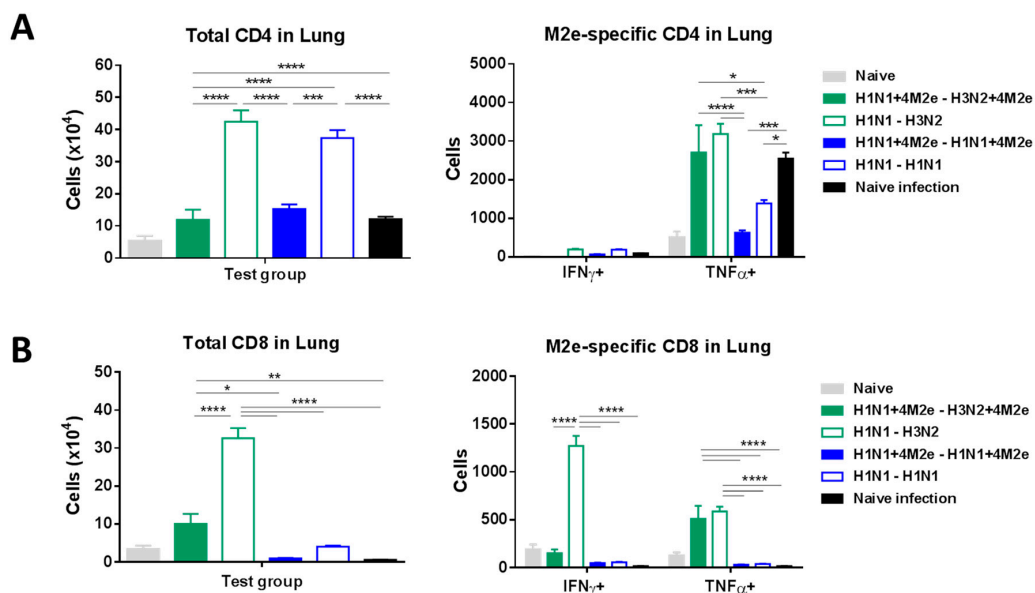 A
Total CD4 in Lung
Cells (x10⁴)
60
50
40
30
20
10
0
****
****
**** **** *** ****
Test group
M2e-specific CD4 in Lung
Cells
5000
4000
3000
2000
1000
0
*
***
****
***
*
IFNγ+ TNFα+
Naive
H1N1+4M2e - H3N2+4M2e
H1N1 - H3N2
H1N1+4M2e - H1N1+4M2e
H1N1 - H1N1
Naive infection
B
Total CD8 in Lung
Cells (x10⁴)
50
40
30
20
10
0
**
*
**** ****
Test group
M2e-specific CD8 in Lung
Cells
2000
1500
1000
500
0
**** ****
****
****
IFNγ+ TNFα+
Naive
H1N1+4M2e - H3N2+4M2e
H1N1 - H3N2
H1N1+4M2e - H1N1+4M2e
H1N1 - H1N1
Naive infection